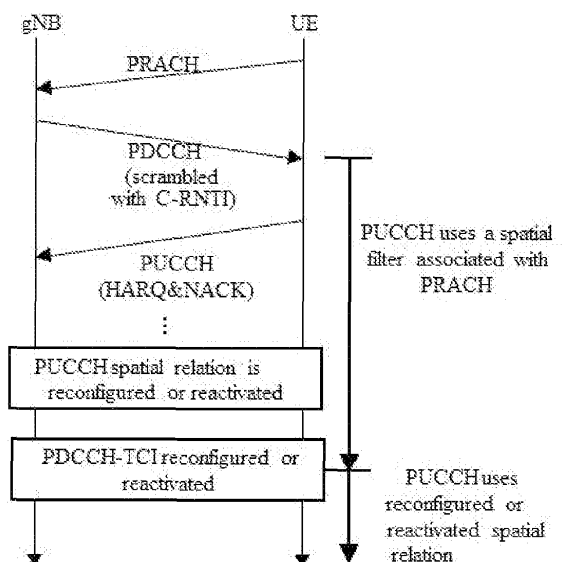 gNB
UE
PRACH
PDCCH
(scrambled
with C-RNTI)
PUCCH uses a spatial
filter associated with
PRACH
PUCCH
(HARQ&NACK)
⋮
PUCCH spatial relation is
reconfigured or reactivated
PDCCH-TCI reconfigured or
reactivated
PUCCH uses
reconfigured or
reactivated spatial
relation